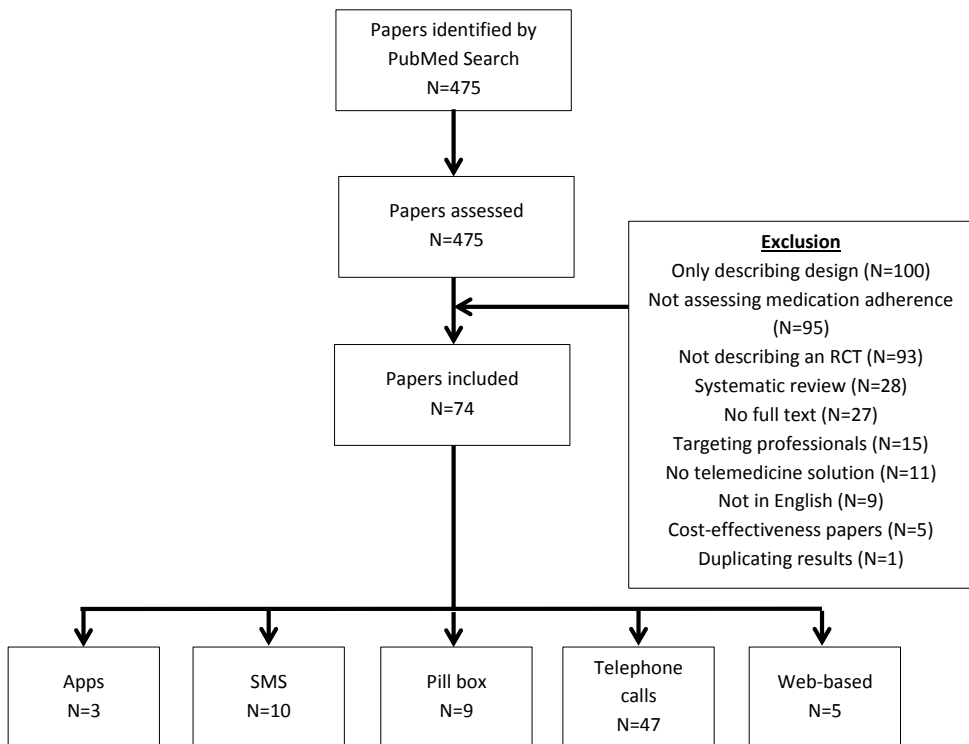 Papers identified by
PubMed Search
N=475
Papers assessed
N=475
Exclusion
Only describing design (N=100)
Not assessing medication adherence
(N=95)
Not describing an RCT (N=93)
Systematic review (N=28)
No full text (N=27)
Targeting professionals (N=15)
No telemedicine solution (N=11)
Not in English (N=9)
Cost-effectiveness papers (N=5)
Duplicating results (N=1)
Papers included
N=74
Apps
N=3
SMS
N=10
Pill box
N=9
Telephone
calls
N=47
Web-based
N=5